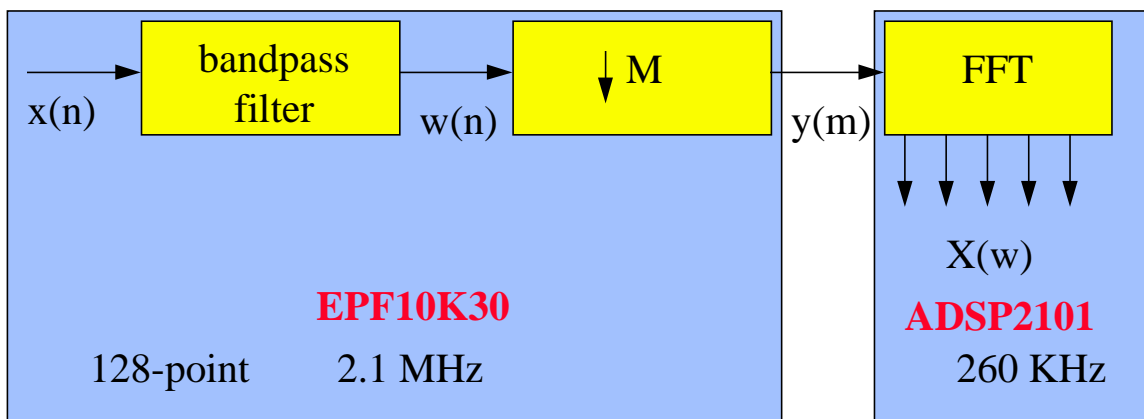 bandpass
filter
M
FFT
x(n)
w(n)
y(m)
X(w)
EPF10K30
ADSP2101
128-point 2.1 MHz
260 KHz